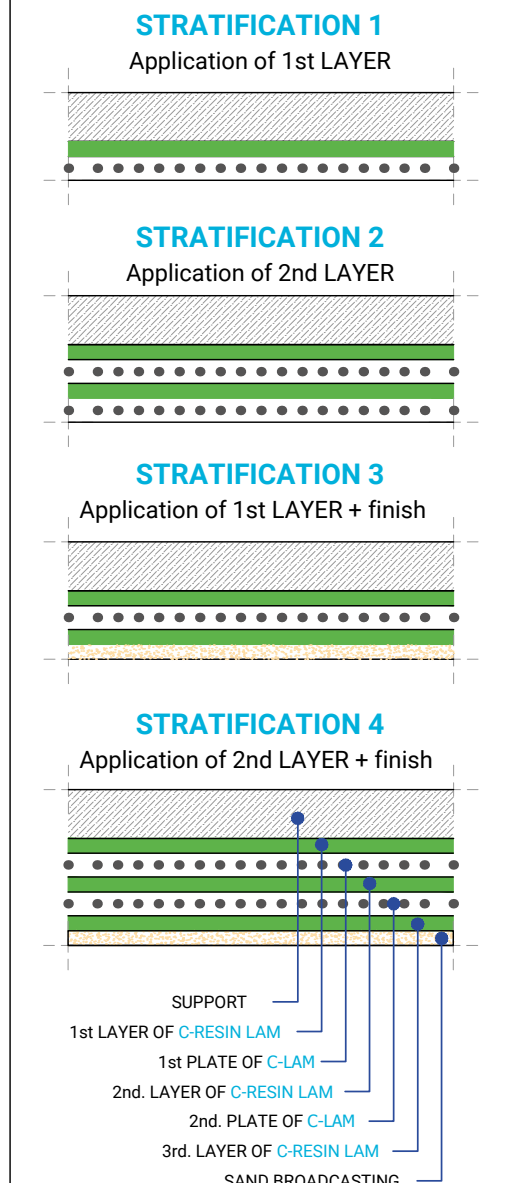 STRATIFICATION 1
Application of 1st LAYER
STRATIFICATION 2
Application of 2nd LAYER
STRATIFICATION 3
Application of 1st LAYER + finish
STRATIFICATION 4
Application of 2nd LAYER + finish
SUPPORT
1st LAYER OF C-RESIN LAM
1st PLATE OF C-LAM
2nd. LAYER OF C-RESIN LAM
2nd. PLATE OF C-LAM
3rd. LAYER OF C-RESIN LAM
SAND BROADCASTING